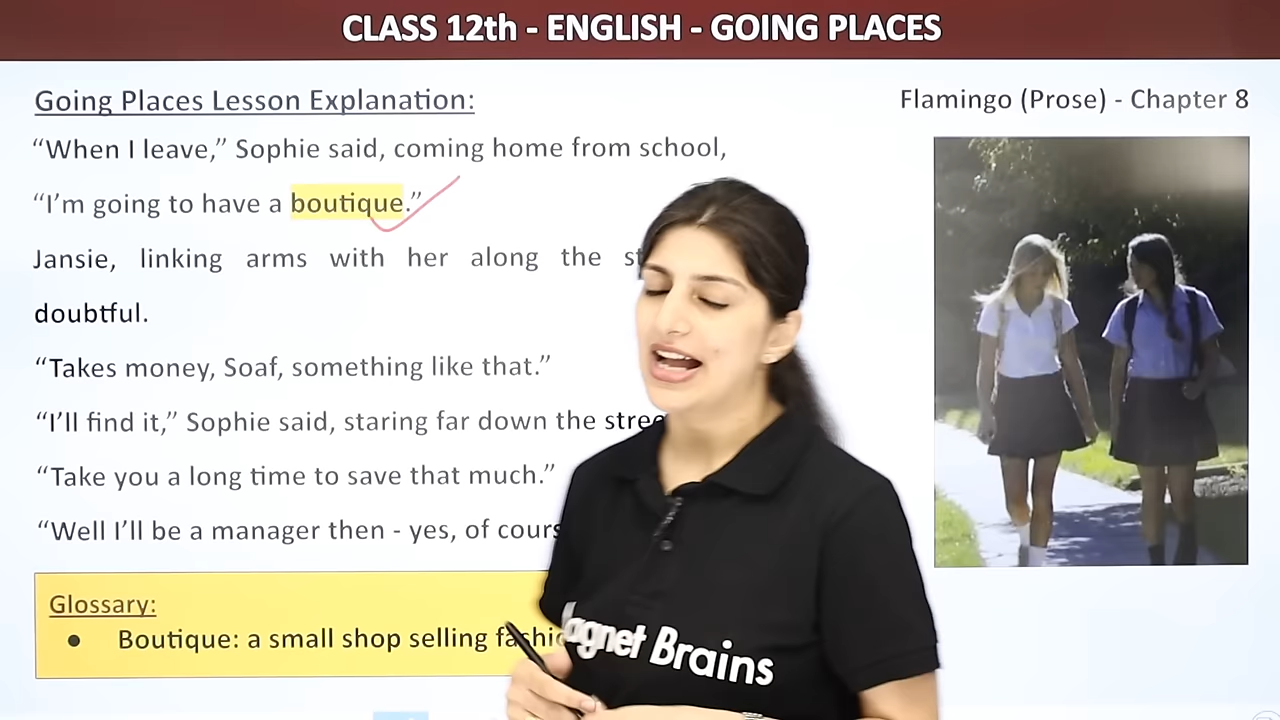 CLASS 12th - ENGLISH - GOING PLACES
Going Places Lesson Explanation:
Flamingo (Prose) - Chapter 8
“When I leave,” Sophie said, coming home from school,
“I’m going to have a boutique.”
Jansie, linking arms with her along the
doubtful.
“Takes money, Soaf, something like that.”
“I’ll find it,” Sophie said, staring far down the
“Take you a long time to save that much.”
“Well I’ll be a manager then - yes, of
Glossary:
● Boutique: a small shop selling
agnet Brains